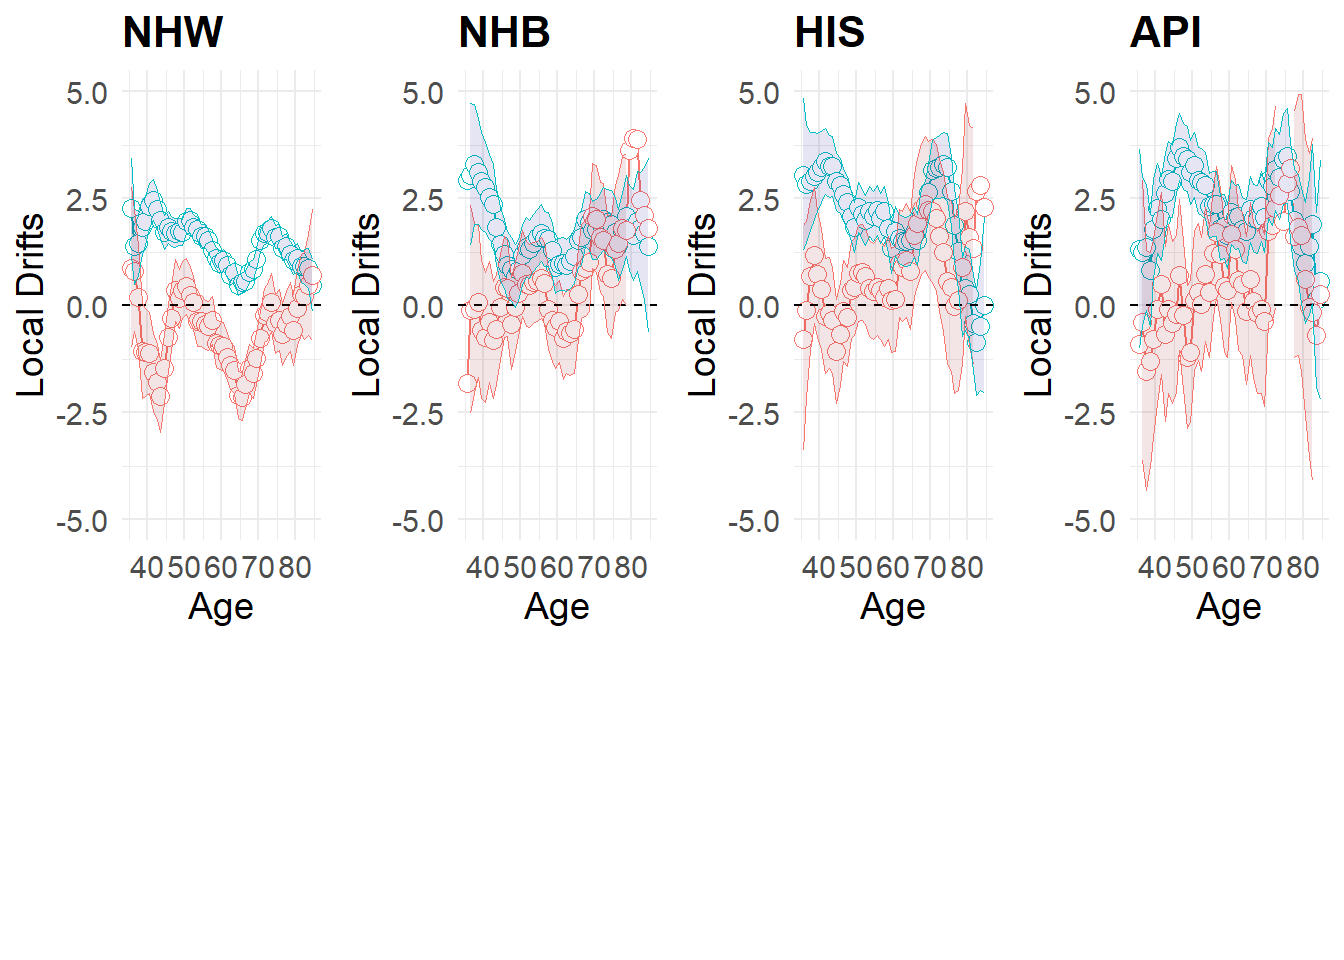 NHW NHB HIS API
5.0 5.0 5.0 5.0
2.5 2.5 2.5 2.5
0.0 0.0 0.0 0.0
-2.5 -2.5 -2.5 -2.5
-5.0 -5.0 -5.0 -5.0
Local Drifts Local Drifts Local Drifts Local Drifts
40 50 60 70 80 40 50 60 70 80 40 50 60 70 80 40 50 60 70 80
Age Age Age Age